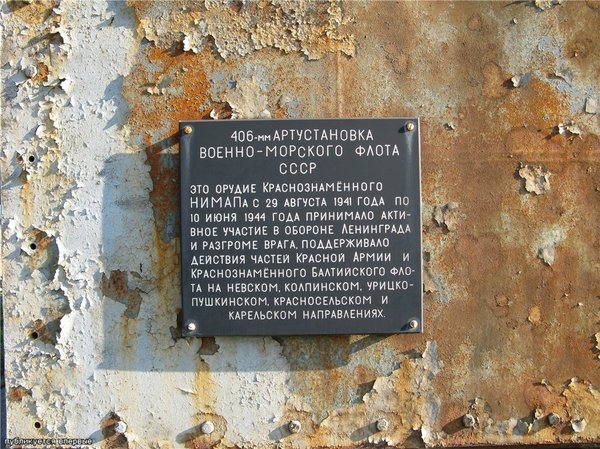 406-мм АРТУСТАНОВКА
ВОЕННО-МОРСКОГО ФЛОТА
СССР
ЭТО ОРУДИЕ КРАСНОЗНАМЁННОГО
НИМАПа С 29 АВГУСТА 1941 ГОДА ПО
10 ИЮНЯ 1944 ГОДА ПРИНИМАЛО АКТИ-
ВНОЕ УЧАСТИЕ В ОБОРОНЕ ЛЕНИНГРАДА
И РАЗГРОМЕ ВРАГА, ПОДДЕРЖИВАЛО
ДЕЙСТВИЯ ЧАСТЕЙ КРАСНОЙ АРМИИ И
КРАСНОЗНАМЁННОГО БАЛТИЙСКОГО ФЛО-
ТА НА НЕВСКОМ, КОЛПИНСКОМ, УРИЦКО-
ПУШКИНСКОМ, КРАСНОСЕЛЬСКОМ И
КАРЕЛЬСКОМ НАПРАВЛЕНИЯХ.
публикуется впервые